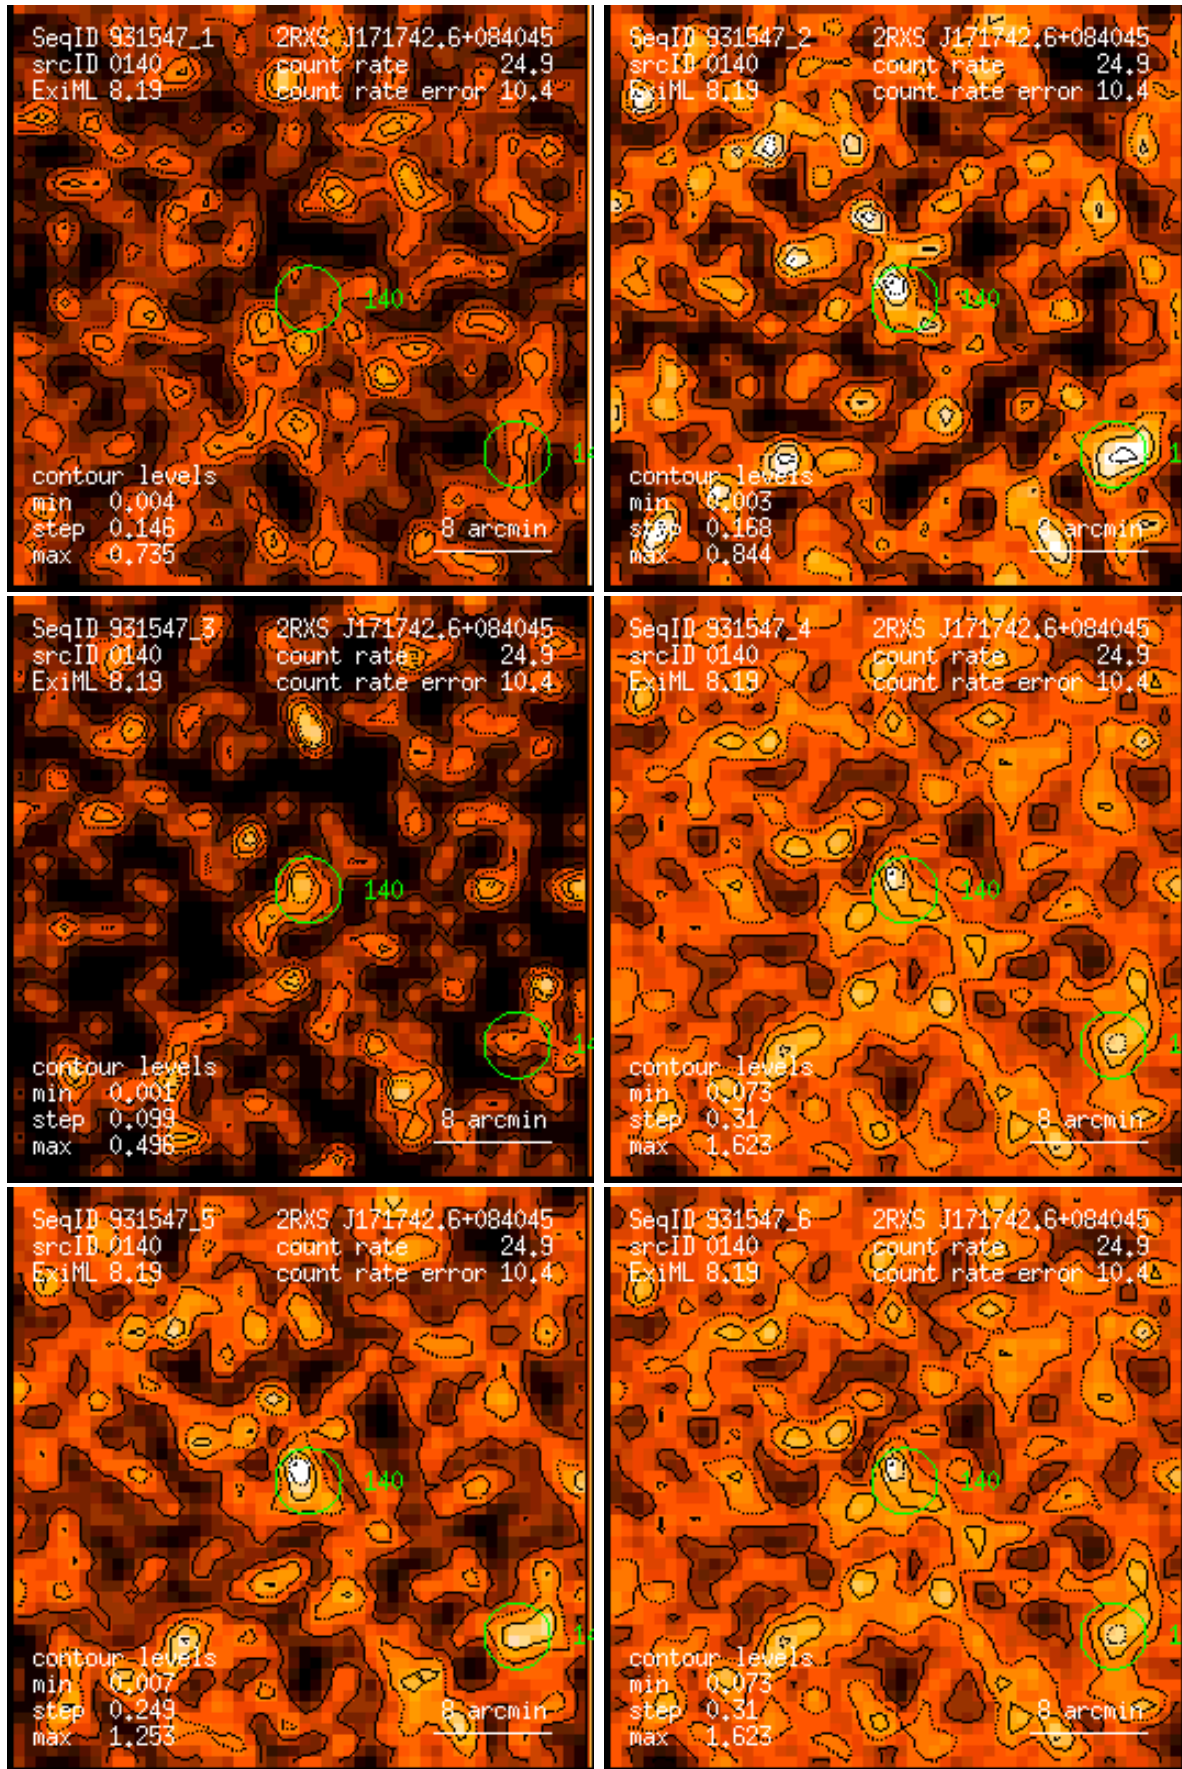 SeqID 931547_1 2RXS J171742.6+084045
srcID 0140 count rate 24.9
ExiML 8.19 count rate error 10.4
140
14
contour levels
min 0.004
step 0.146 8 arcmin
max 0.735
SeqID 931547_2 2RXS J171742.6+084045
srcID 0140 count rate 24.9
ExiML 8.19 count rate error 10.4
140
1
contour levels
min 0.003
step 0.168 8 arcmin
max 0.844
SeqID 931547_3 2RXS J171742.6+084045
srcID 0140 count rate 24.9
ExiML 8.19 count rate error 10.4
140
14
contour levels
min 0.001
step 0.099 8 arcmin
max 0.496
SeqID 931547_4 2RXS J171742.6+084045
srcID 0140 count rate 24.9
ExiML 8.19 count rate error 10.4
140
1
contour levels
min 0.073
step 0.31 8 arcmin
max 1.623
SeqID 931547_5 2RXS J171742.6+084045
srcID 0140 count rate 24.9
ExiML 8.19 count rate error 10.4
140
14
contour levels
min 0.007
step 0.249 8 arcmin
max 1.253
SeqID 931547_6 2RXS J171742.6+084045
srcID 0140 count rate 24.9
ExiML 8.19 count rate error 10.4
140
1
contour levels
min 0.073
step 0.31 8 arcmin
max 1.623